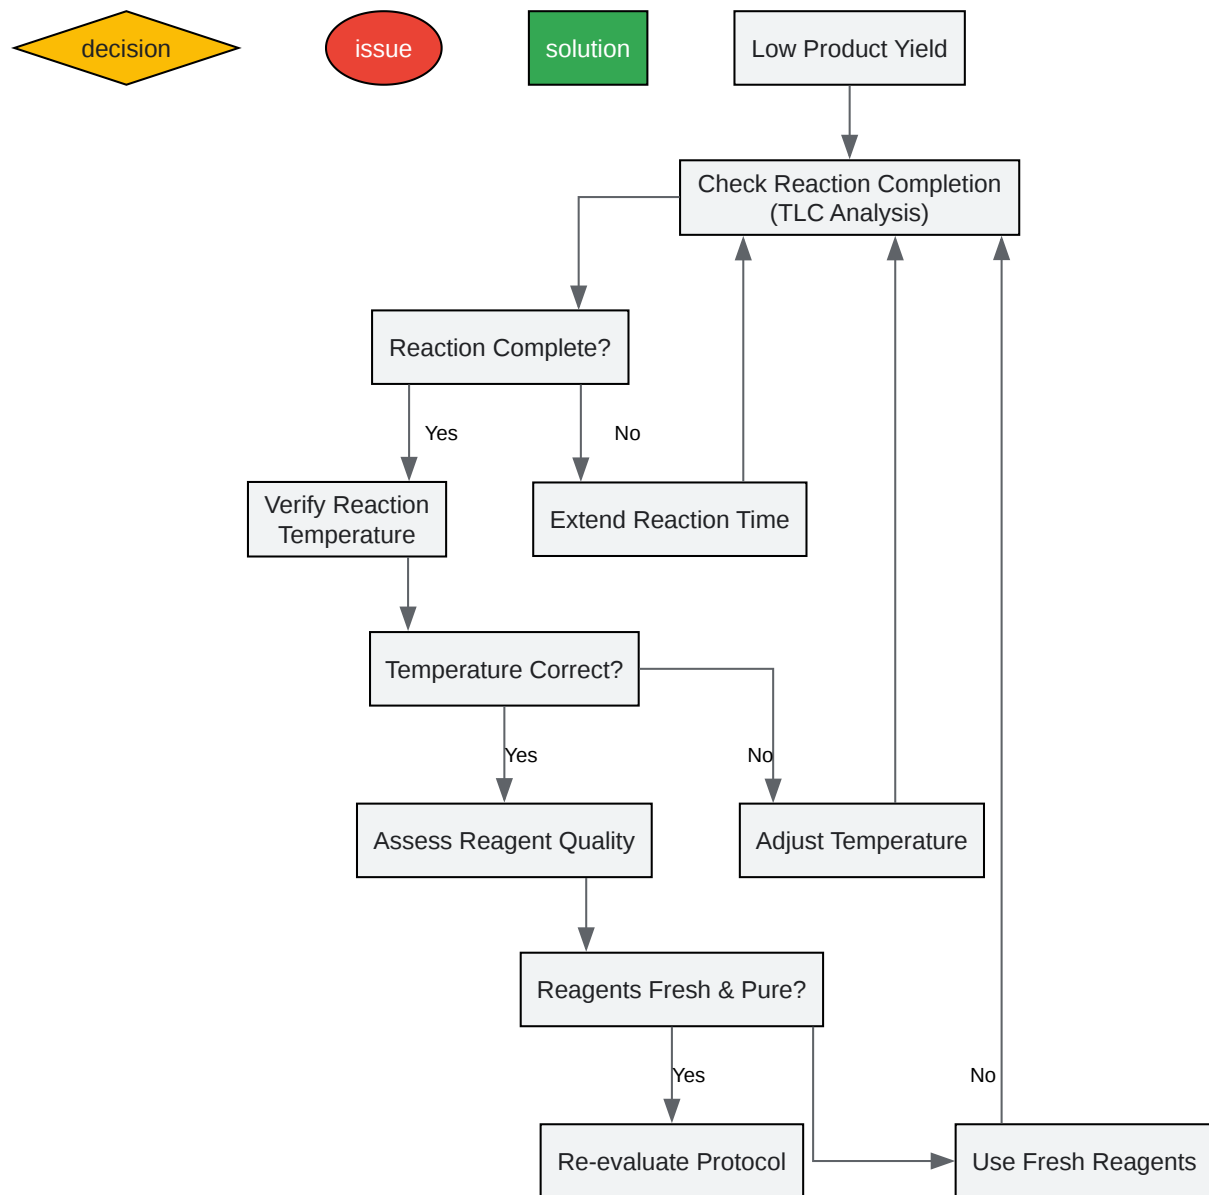 decision
issue
solution
Low Product Yield
Check Reaction Completion
(TLC Analysis)
Reaction Complete?
Yes
No
Verify Reaction
Temperature
Extend Reaction Time
Temperature Correct?
Yes
No
Assess Reagent Quality
Adjust Temperature
Reagents Fresh & Pure?
Yes
No
Re-evaluate Protocol
Use Fresh Reagents